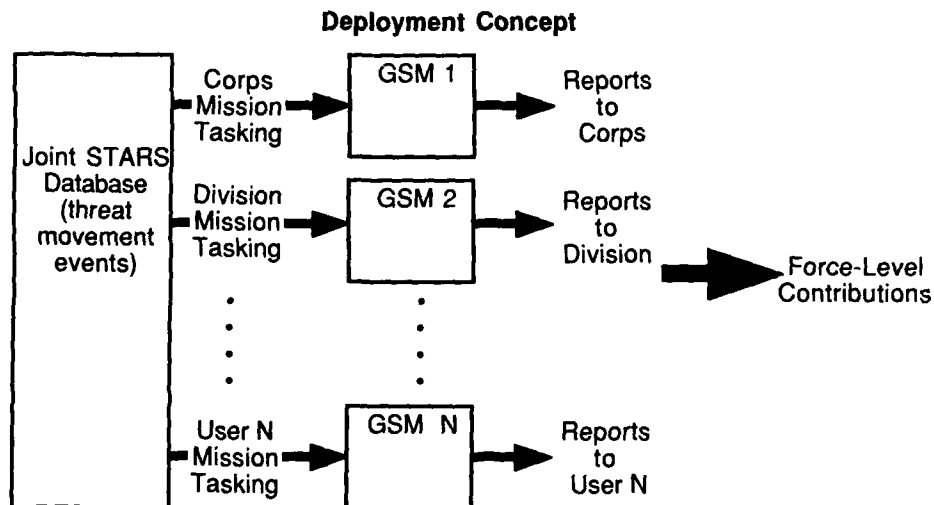 Deployment Concept
Joint STARS
Database
(threat
movement
events)
Corps
Mission
Tasking
GSM 1
Reports
to
Corps
Division
Mission
Tasking
GSM 2
Reports
to
Division
Force-Level
Contributions
User N
Mission
Tasking
GSM N
Reports
to
User N